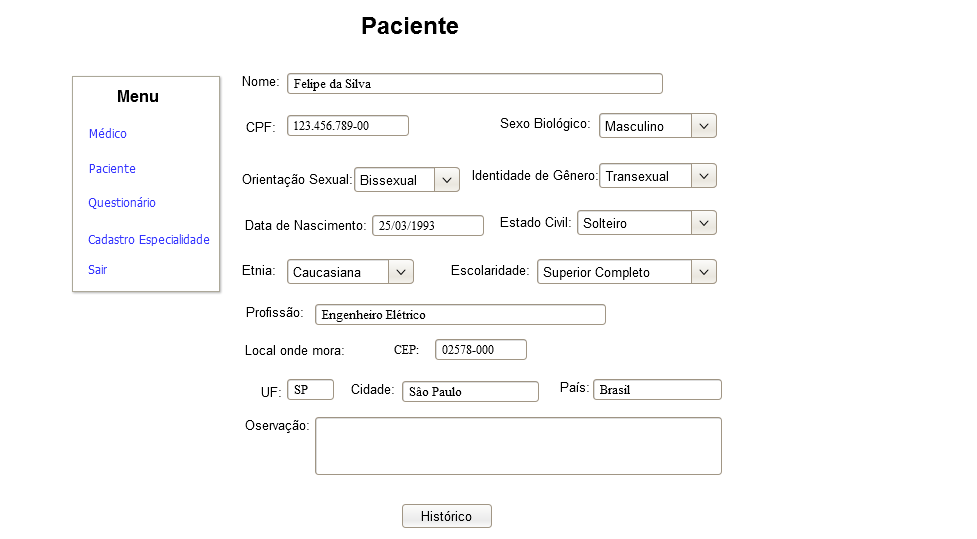 Paciente
Menu
Médico
Paciente
Questionário
Cadastro Especialidade
Sair
Nome: Felipe da Silva
CPF: 123.456.789-00 Sexo Biológico: Masculino
Orientação Sexual: Bissexual Identidade de Gênero: Transexual
Data de Nascimento: 25/03/1993 Estado Civil: Solteiro
Etnia: Caucasiana Escolaridade: Superior Completo
Profissão: Engenheiro Elétrico
Local onde mora: CEP: 02578-000
UF: SP Cidade: São Paulo País: Brasil
Oservação:
Histórico